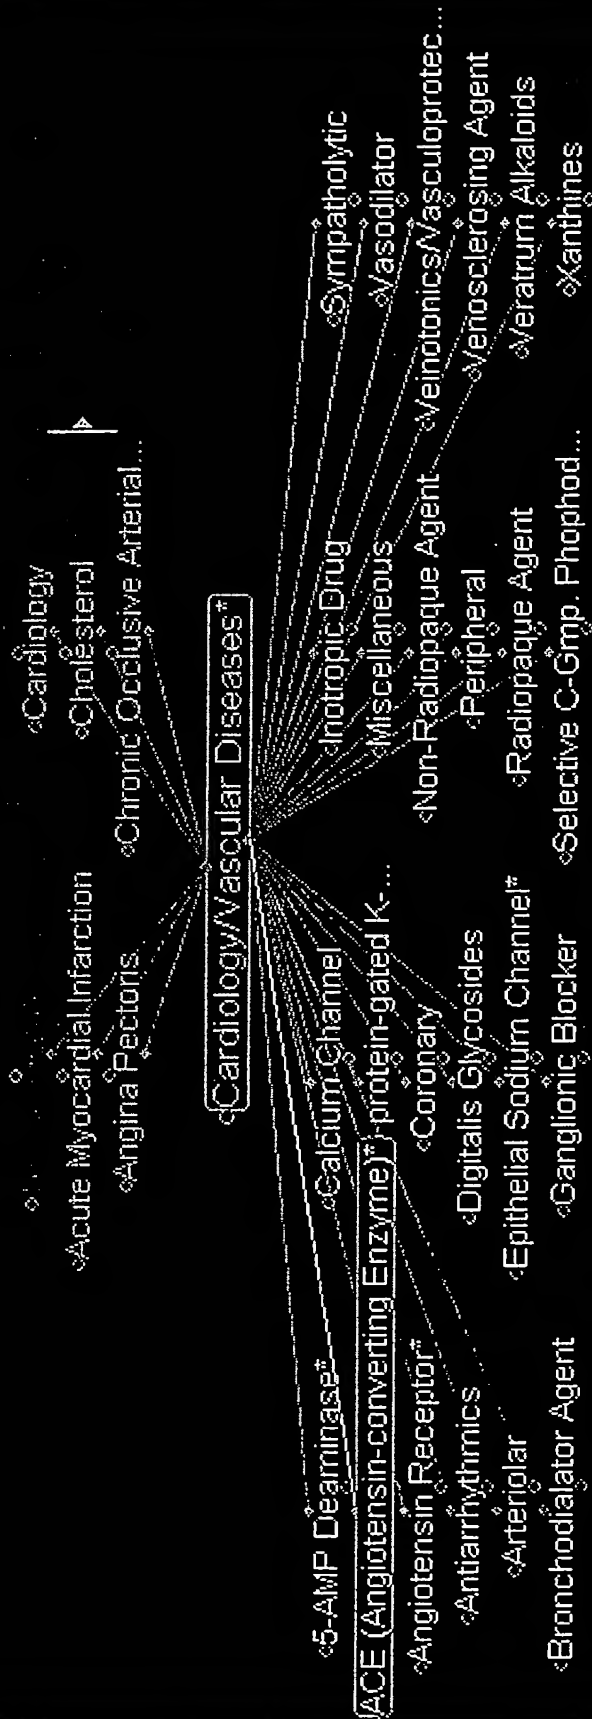 Acute Myocardial Infarction
Angina Pectoris
Cardiology
Cholesterol
Chronic Occlusive Arterial...
Cardiology/Vascular Diseases*
5-AMP Deaminase*
ACE (Angiotensin-converting Enzyme)*
Angiotensin Receptor*
Antiarrhythmics
Arteriolar
Bronchodialator Agent
Calcium Channel
-protein-gated K-...
Coronary
Digitalis Glycosides
Epithelial Sodium Channel*
Ganglionic Blocker
Inotropic Drug
Miscellaneous
Non-Radiopaque Agent
Peripheral
Radiopaque Agent
Selective C-Gmp. Phophod...
Sympatholytic
Vasodilator
Veinotonics/Vasculoprotec...
Venosclerosing Agent
Veratrum Alkaloids
Xanthines